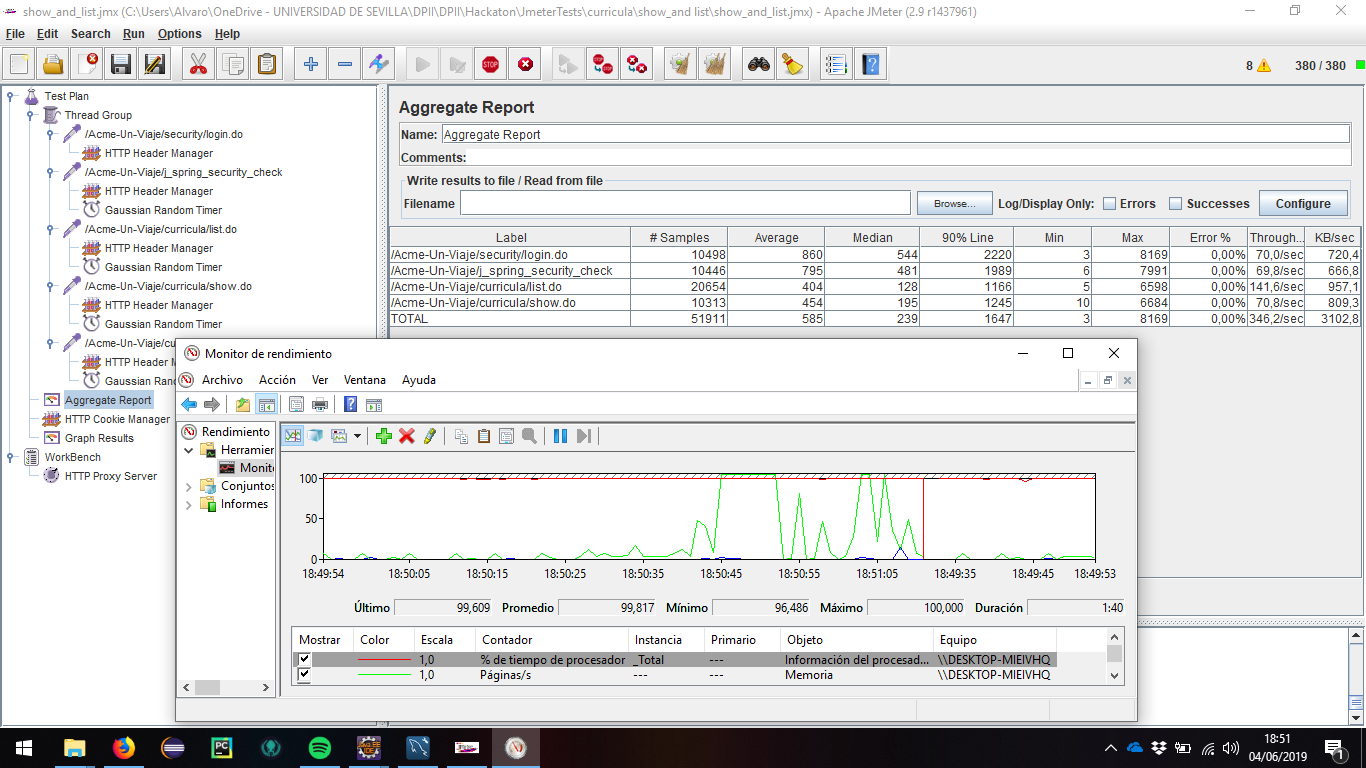 show_and_list.jmx (C:\Users\Alvaro\OneDrive - UNIVERSIDAD DE SEVILLA\DPII\DPII\Hackaton\JmeterTests\curricula\show_and list\show_and_list.jmx) - Apache JMeter (2.9 r1437961)
File Edit Search Run Options Help
8 380 / 380
Test Plan
Thread Group
/Acme-Un-Viaje/security/login.do
HTTP Header Manager
/Acme-Un-Viaje/j_spring_security_check
HTTP Header Manager
Gaussian Random Timer
/Acme-Un-Viaje/curricula/list.do
HTTP Header Manager
Gaussian Random Timer
/Acme-Un-Viaje/curricula/show.do
HTTP Header Manager
Gaussian Random Timer
/Acme-Un-Viaje/cu
HTTP Header M
Gaussian Rando
Aggregate Report
HTTP Cookie Manager
Graph Results
WorkBench
HTTP Proxy Server
Aggregate Report
Name: Aggregate Report
Comments:
Write results to file / Read from file
Filename Browse... Log/Display Only: Errors Successes Configure
Label # Samples Average Median 90% Line Min Max Error % Through... KB/sec
/Acme-Un-Viaje/security/login.do 10498 860 544 2220 3 8169 0,00% 70,0/sec 720,4
/Acme-Un-Viaje/j_spring_security_check 10446 795 481 1989 6 7991 0,00% 69,8/sec 666,8
/Acme-Un-Viaje/curricula/list.do 20654 404 128 1166 5 6598 0,00% 141,6/sec 957,1
/Acme-Un-Viaje/curricula/show.do 10313 454 195 1245 10 6684 0,00% 70,8/sec 809,3
TOTAL 51911 585 239 1647 3 8169 0,00% 346,2/sec 3102,8
Monitor de rendimiento
Archivo Acción Ver Ventana Ayuda
Rendimiento
Herramier
Monito
Conjuntos
Informes
100
50
0
18:49:54 18:50:05 18:50:15 18:50:25 18:50:35 18:50:45 18:50:55 18:51:05 18:49:35 18:49:45 18:49:53
Último 99,609 Promedio 99,817 Mínimo 96,486 Máximo 100,000 Duración 1:40
Mostrar Color Escala Contador Instancia Primario Objeto Equipo
1,0 % de tiempo de procesador _Total --- Información del procesad... \\DESKTOP-MIEIVHQ
1,0 Páginas/s --- --- Memoria \\DESKTOP-MIEIVHQ
18:51
04/06/2019
1